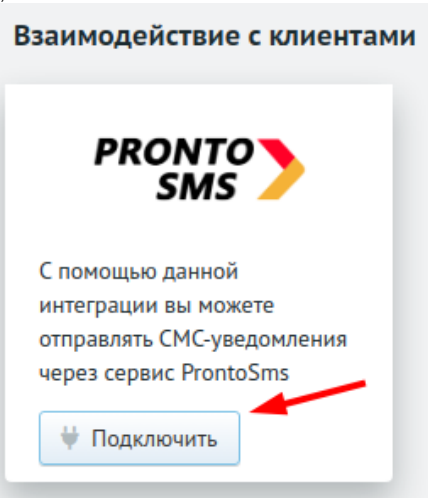 Взаимодействие с клиентами
PRONTO
SMS
С помощью данной
интеграции вы можете
отправлять СМС-уведомления
через сервис ProntoSms
Подключить